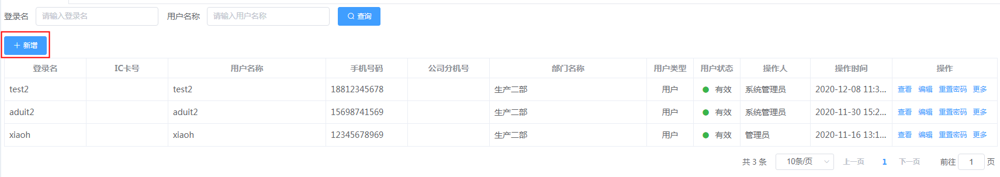 登录名 请输入登录名 用户名称 请输入用户名称 查询
+ 新增
登录名 IC卡号 用户名称 手机号码 公司分机号 部门名称 用户类型 用户状态 操作人 操作时间 操作
test2 test2 18812345678 生产二部 用户 有效 系统管理员 2020-12-08 11:3... 查看 编辑 重置密码 更多
aduit2 aduit2 15698741569 生产二部 用户 有效 系统管理员 2020-11-30 15:2... 查看 编辑 重置密码 更多
xiaoh xiaoh 12345678969 生产二部 用户 有效 管理员 2020-11-16 13:1... 查看 编辑 重置密码 更多
共 3 条 10条/页 上一页 1 下一页 前往 1 页